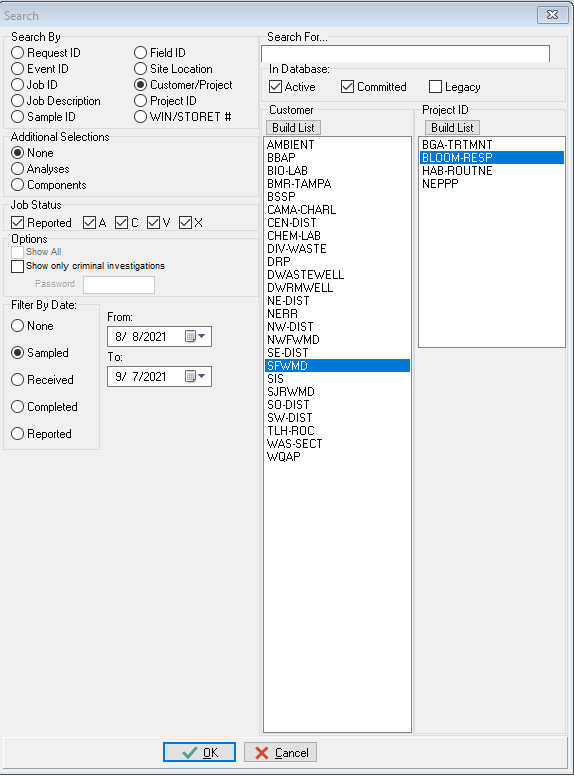 Search
Search By
Request ID
Field ID
Event ID
Site Location
Job ID
Customer/Project
Job Description
Project ID
Sample ID
WIN/STORET #
Additional Selections
None
Analyses
Components
Job Status
Reported A C V X
Options
Show All
Show only criminal investigations
Password
Filter By Date:
None
Sampled
Received
Completed
Reported
From:
8/ 8/2021
To:
9/ 7/2021
Search For...
In Database:
Active Committed Legacy
Customer
Build List
AMBIENT
BBAP
BIO-LAB
BMR-TAMPA
BSSP
CAMA-CHARL
CEN-DIST
CHEM-LAB
DIV-WASTE
DRP
DWASTEWELL
DWRMWELL
NE-DIST
NERR
NW-DIST
NWFWMD
SE-DIST
SFWMD
SIS
SJRWMD
SO-DIST
SW-DIST
TLH-ROC
WAS-SECT
WQAP
Project ID
Build List
BGA-TRTMNT
BLOOM-RESP
HAB-ROUTNE
NEPPP
OK
Cancel